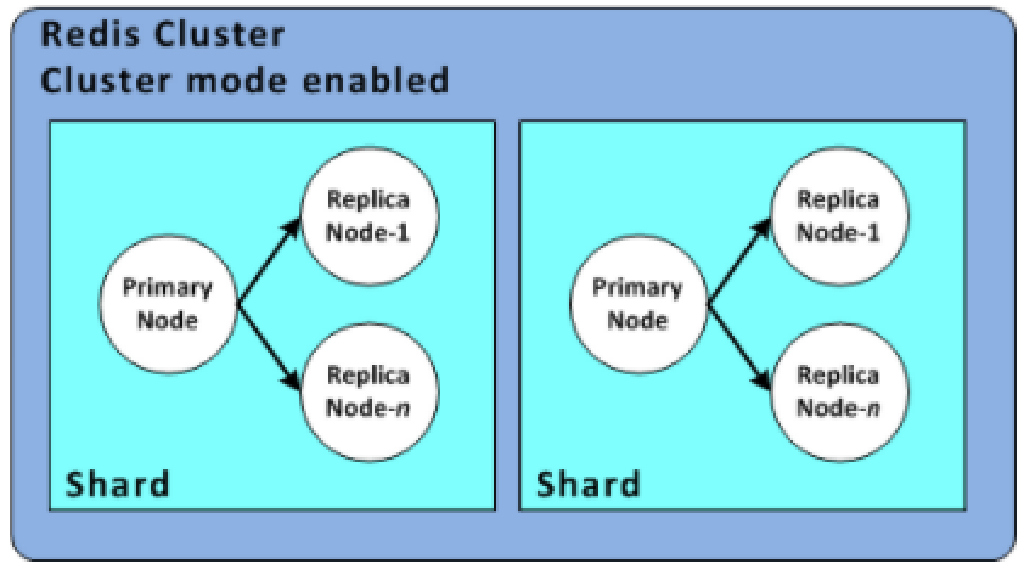 Redis Cluster
Cluster mode enabled
Replica
Node-1
Primary
Node
Replica
Node-n
Shard
Replica
Node-1
Primary
Node
Replica
Node-n
Shard